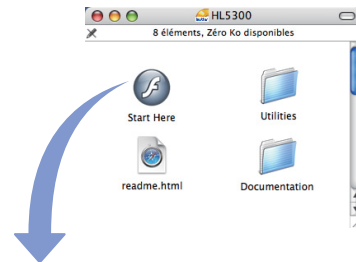 HL5300
8 éléments, Zéro Ko disponibles
Start Here
Utilities
readme.html
Documentation